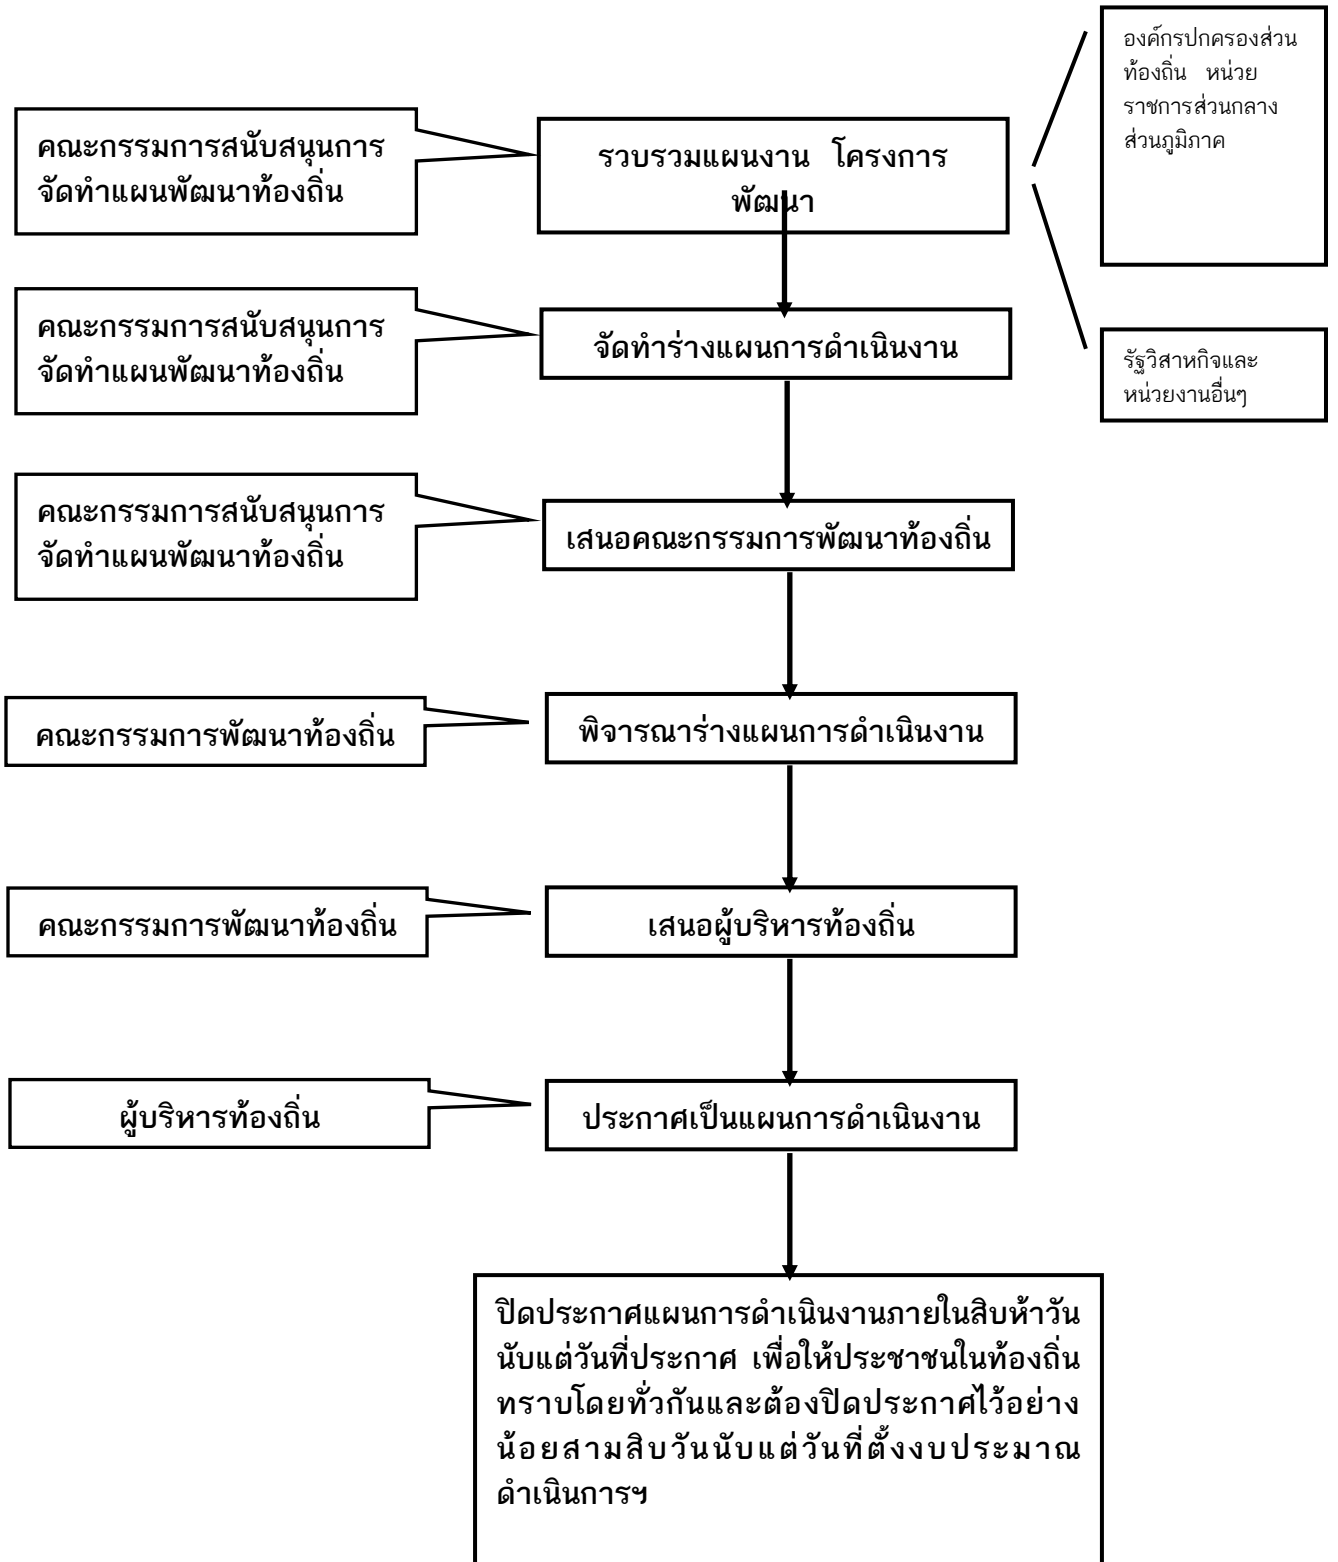 องค์กรปกครองส่วน
ท้องถิ่น หน่วย
ราชการส่วนกลาง
ส่วนภูมิภาค
คณะกรรมการสนับสนุนการ
จัดทำแผนพัฒนาท้องถิ่น
รวบรวมแผนงาน โครงการ
พัฒนา
คณะกรรมการสนับสนุนการ
จัดทำแผนพัฒนาท้องถิ่น
จัดทำร่างแผนการดำเนินงาน
รัฐวิสาหกิจและ
หน่วยงานอื่นๆ
คณะกรรมการสนับสนุนการ
จัดทำแผนพัฒนาท้องถิ่น
เสนอคณะกรรมการพัฒนาท้องถิ่น
คณะกรรมการพัฒนาท้องถิ่น
พิจารณาร่างแผนการดำเนินงาน
คณะกรรมการพัฒนาท้องถิ่น
เสนอผู้บริหารท้องถิ่น
ผู้บริหารท้องถิ่น
ประกาศเป็นแผนการดำเนินงาน
ปิดประกาศแผนการดำเนินงานภายในสิบห้าวัน
นับแต่วันที่ประกาศ เพื่อให้ประชาชนในท้องถิ่น
ทราบโดยทั่วกันและต้องปิดประกาศไว้อย่าง
น้อยสามสิบวันนับแต่วันที่ตั้งงบประมาณ
ดำเนินการฯ